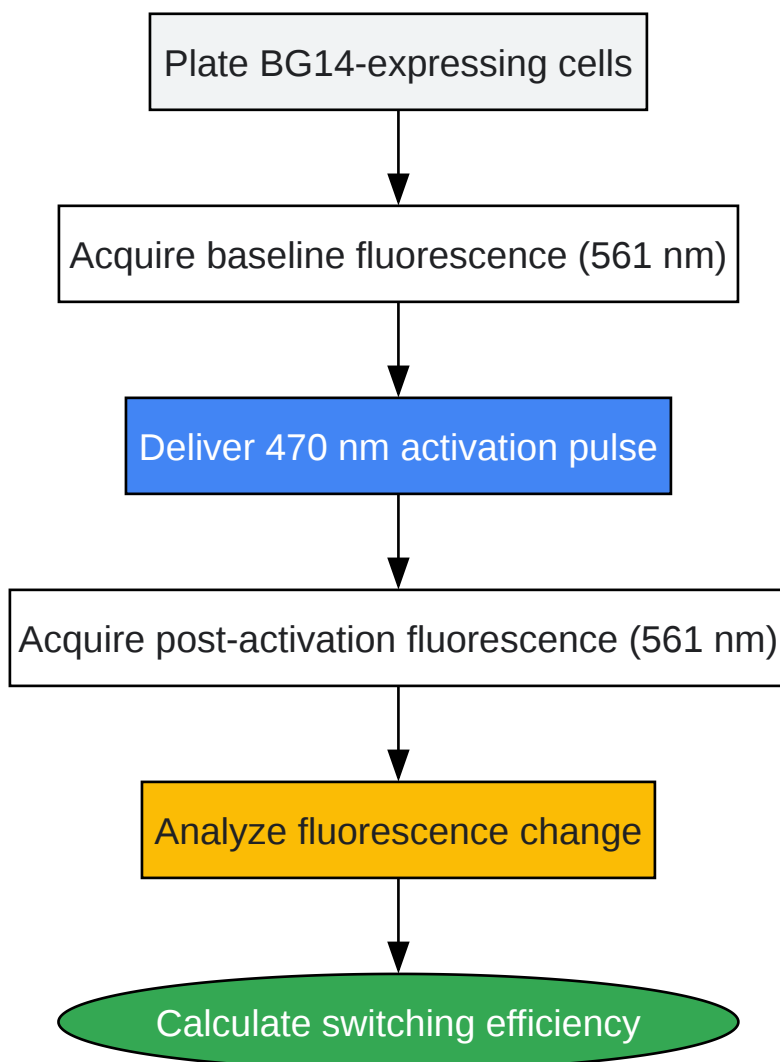 Plate BG14-expressing cells
Acquire baseline fluorescence (561 nm)
Deliver 470 nm activation pulse
Acquire post-activation fluorescence (561 nm)
Analyze fluorescence change
Calculate switching efficiency